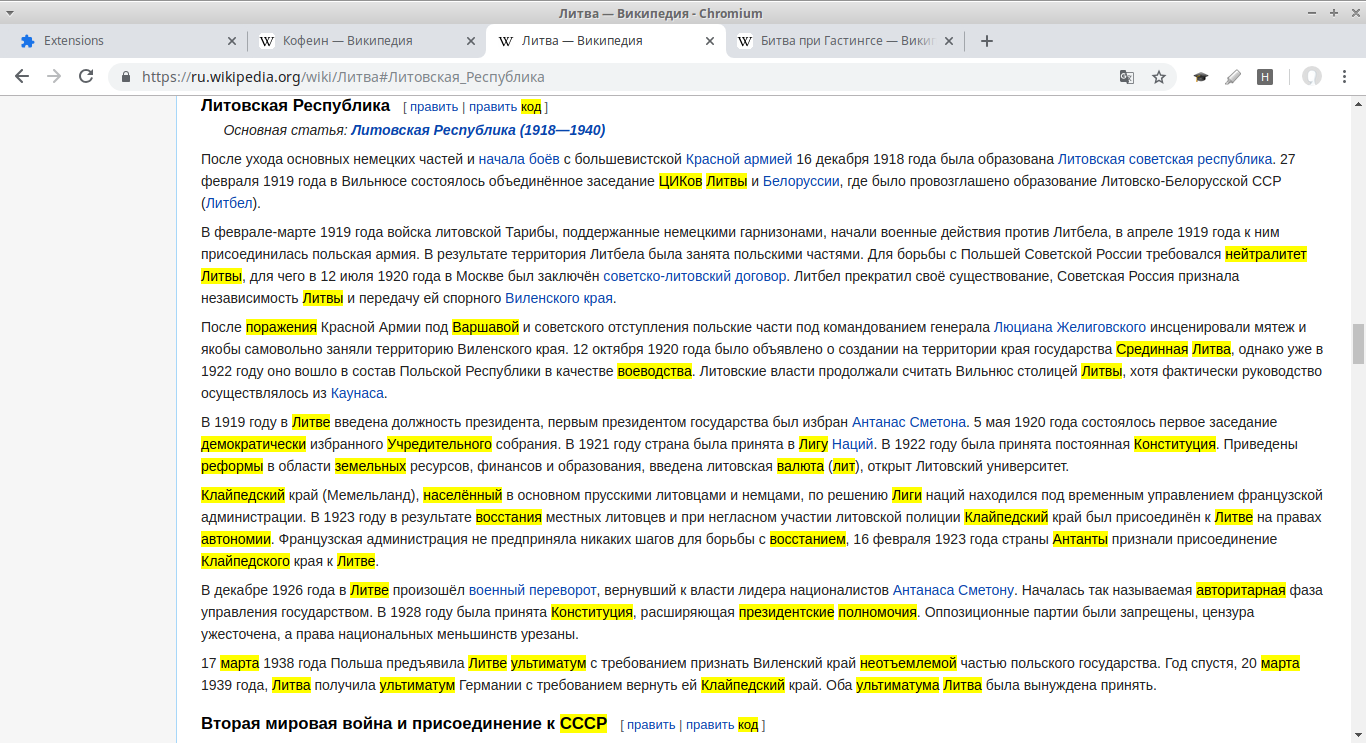 Литва — Википедия - Chromium
Extensions
Кофеин — Википедия
Литва — Википедия
Битва при Гастингсе — Вики
https://ru.wikipedia.org/wiki/Литва#Литовская_Республика
Литовская Республика [ править | править код ]
Основная статья: Литовская Республика (1918—1940)
После ухода основных немецких частей и начала боёв с большевистской Красной армией 16 декабря 1918 года была образована Литовская советская республика. 27
февраля 1919 года в Вильнюсе состоялось объединённое заседание ЦИКов Литвы и Белоруссии, где было провозглашено образование Литовско-Белорусской ССР
(Литбел).
В феврале-марте 1919 года войска литовской Тарибы, поддержанные немецкими гарнизонами, начали военные действия против Литбела, в апреле 1919 года к ним
присоединилась польская армия. В результате территория Литбела была занята польскими частями. Для борьбы с Польшей Советской России требовался нейтралитет
Литвы, для чего в 12 июля 1920 года в Москве был заключён советско-литовский договор. Литбел прекратил своё существование, Советская Россия признала
независимость Литвы и передачу ей спорного Виленского края.
После поражения Красной Армии под Варшавой и советского отступления польские части под командованием генерала Люциана Желиговского инсценировали мятеж и
якобы самовольно заняли территорию Виленского края. 12 октября 1920 года было объявлено о создании на территории края государства Срединная Литва, однако уже в
1922 году оно вошло в состав Польской Республики в качестве воеводства. Литовские власти продолжали считать Вильнюс столицей Литвы, хотя фактически руководство
осуществлялось из Каунаса.
В 1919 году в Литве введена должность президента, первым президентом государства был избран Антанас Сметона. 5 мая 1920 года состоялось первое заседание
демократически избранного Учредительного собрания. В 1921 году страна была принята в Лигу Наций. В 1922 году была принята постоянная Конституция. Приведены
реформы в области земельных ресурсов, финансов и образования, введена литовская валюта (лит), открыт Литовский университет.
Клайпедский край (Мемельланд), населённый в основном прусскими литовцами и немцами, по решению Лиги наций находился под временным управлением французской
администрации. В 1923 году в результате восстания местных литовцев и при негласном участии литовской полиции Клайпедский край был присоединён к Литве на правах
автономии. Французская администрация не предприняла никаких шагов для борьбы с восстанием, 16 февраля 1923 года страны Антанты признали присоединение
Клайпедского края к Литве.
В декабре 1926 года в Литве произошёл военный переворот, вернувший к власти лидера националистов Антанаса Сметону. Началась так называемая авторитарная фаза
управления государством. В 1928 году была принята Конституция, расширяющая президентские полномочия. Оппозиционные партии были запрещены, цензура
ужесточена, а права национальных меньшинств урезаны.
17 марта 1938 года Польша предъявила Литве ультиматум с требованием признать Виленский край неотъемлемой частью польского государства. Год спустя, 20 марта
1939 года, Литва получила ультиматум Германии с требованием вернуть ей Клайпедский край. Оба ультиматума Литва была вынуждена принять.
Вторая мировая война и присоединение к СССР [ править | править код ]